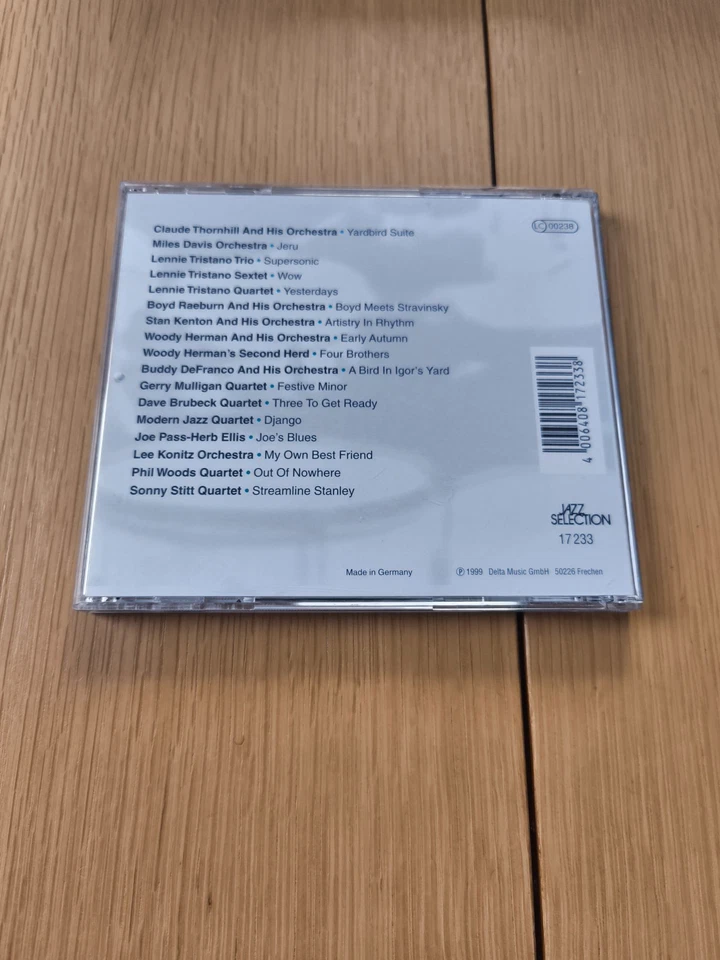 Claude Thornhill And His Orchestra • Yardbird Suite
Miles Davis Orchestra • Jeru
Lennie Tristano Trio • Supersonic
Lennie Tristano Sextet • Wow
Lennie Tristano Quartet • Yesterdays
Boyd Raeburn And His Orchestra • Boyd Meets Stravinsky
Stan Kenton And His Orchestra • Artistry In Rhythm
Woody Herman And His Orchestra • Early Autumn
Woody Herman's Second Herd • Four Brothers
Buddy DeFranco And His Orchestra • A Bird In Igor's Yard
Gerry Mulligan Quartet • Festive Minor
Dave Brubeck Quartet • Three To Get Ready
Modern Jazz Quartet • Django
Joe Pass-Herb Ellis • Joe's Blues
Lee Konitz Orchestra • My Own Best Friend
Phil Woods Quartet • Out Of Nowhere
Sonny Stitt Quartet • Streamline Stanley
LC 00238
4 006408 172338
JAZZ
SELECTION
17 233
Made in Germany
℗ 1999 Delta Music GmbH 50226 Frechen